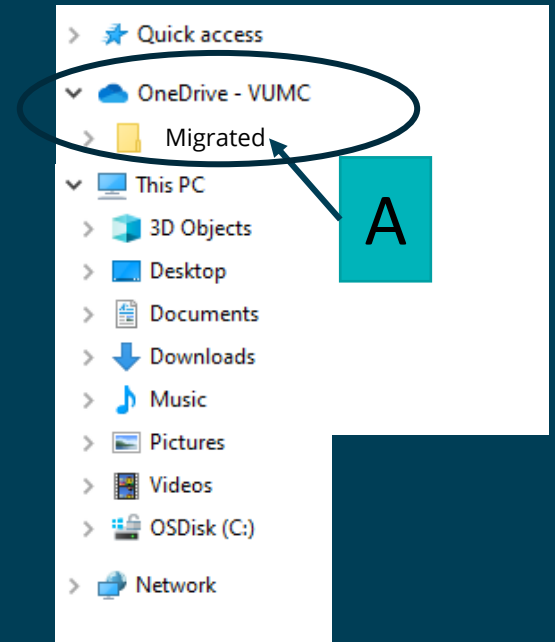 Quick access
OneDrive - VUMC
Migrated
This PC
A
3D Objects
Desktop
Documents
Downloads
Music
Pictures
Videos
OSDisk (C:)
Network